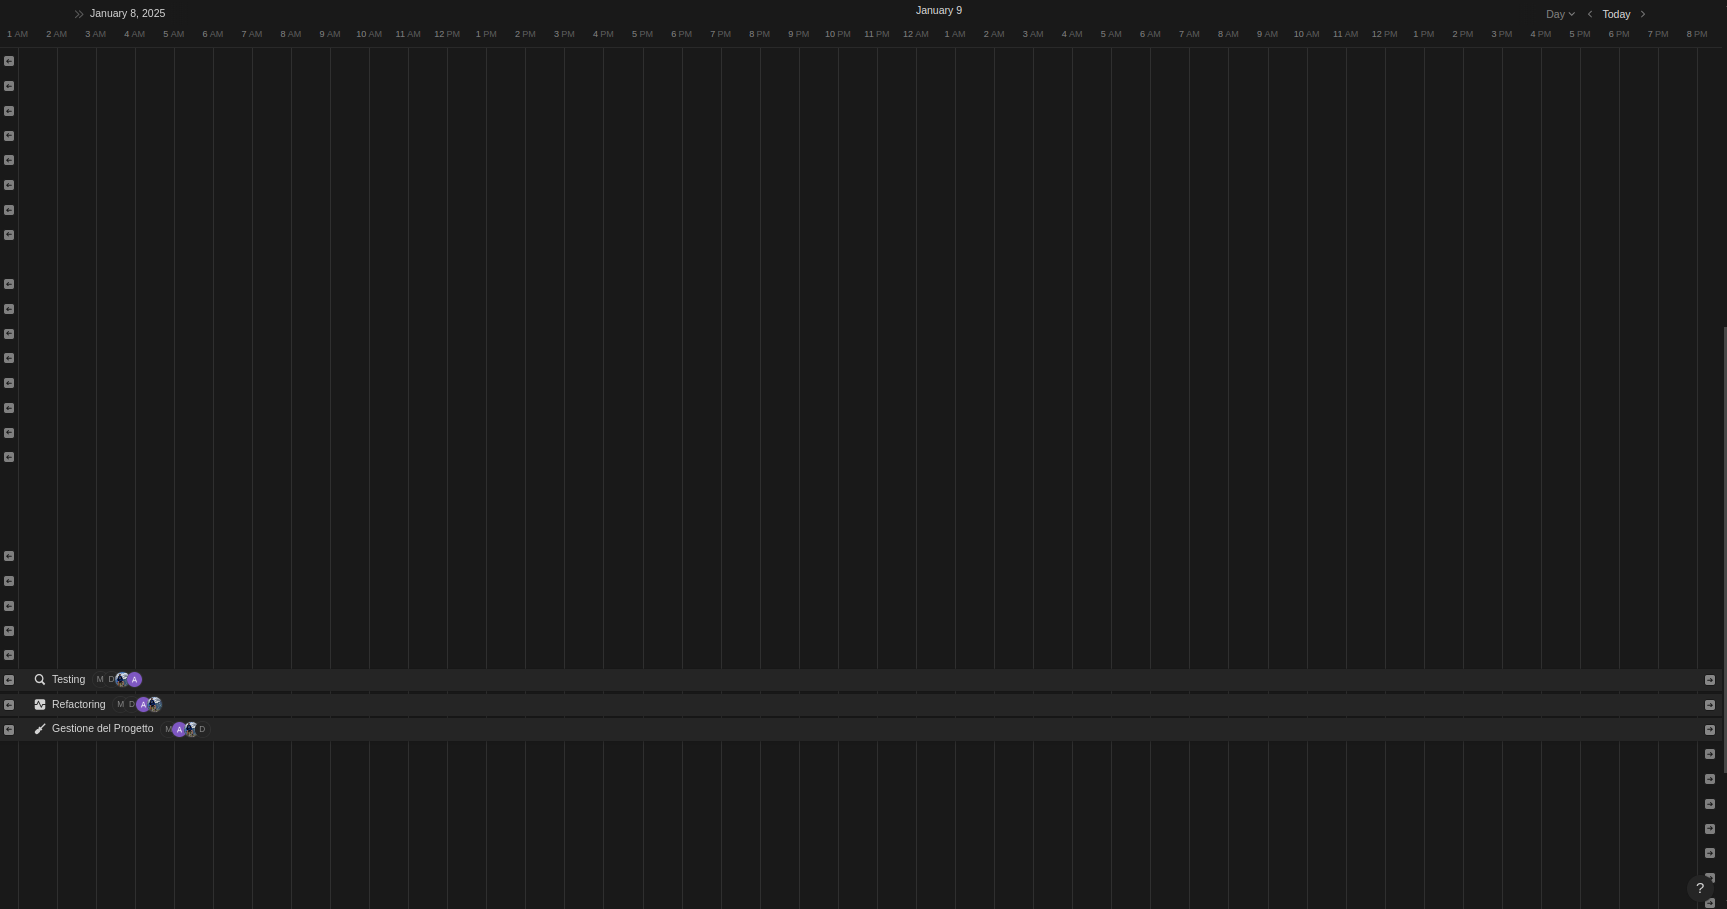 January 8, 2025 January 9 Day Today
1 AM 2 AM 3 AM 4 AM 5 AM 6 AM 7 AM 8 AM 9 AM 10 AM 11 AM 12 PM 1 PM 2 PM 3 PM 4 PM 5 PM 6 PM 7 PM 8 PM 9 PM 10 PM 11 PM 12 AM 1 AM 2 AM 3 AM 4 AM 5 AM 6 AM 7 AM 8 AM 9 AM 10 AM 11 AM 12 PM 1 PM 2 PM 3 PM 4 PM 5 PM 6 PM 7 PM 8 PM
Testing M D A
Refactoring M D A
Gestione del Progetto M A D
?